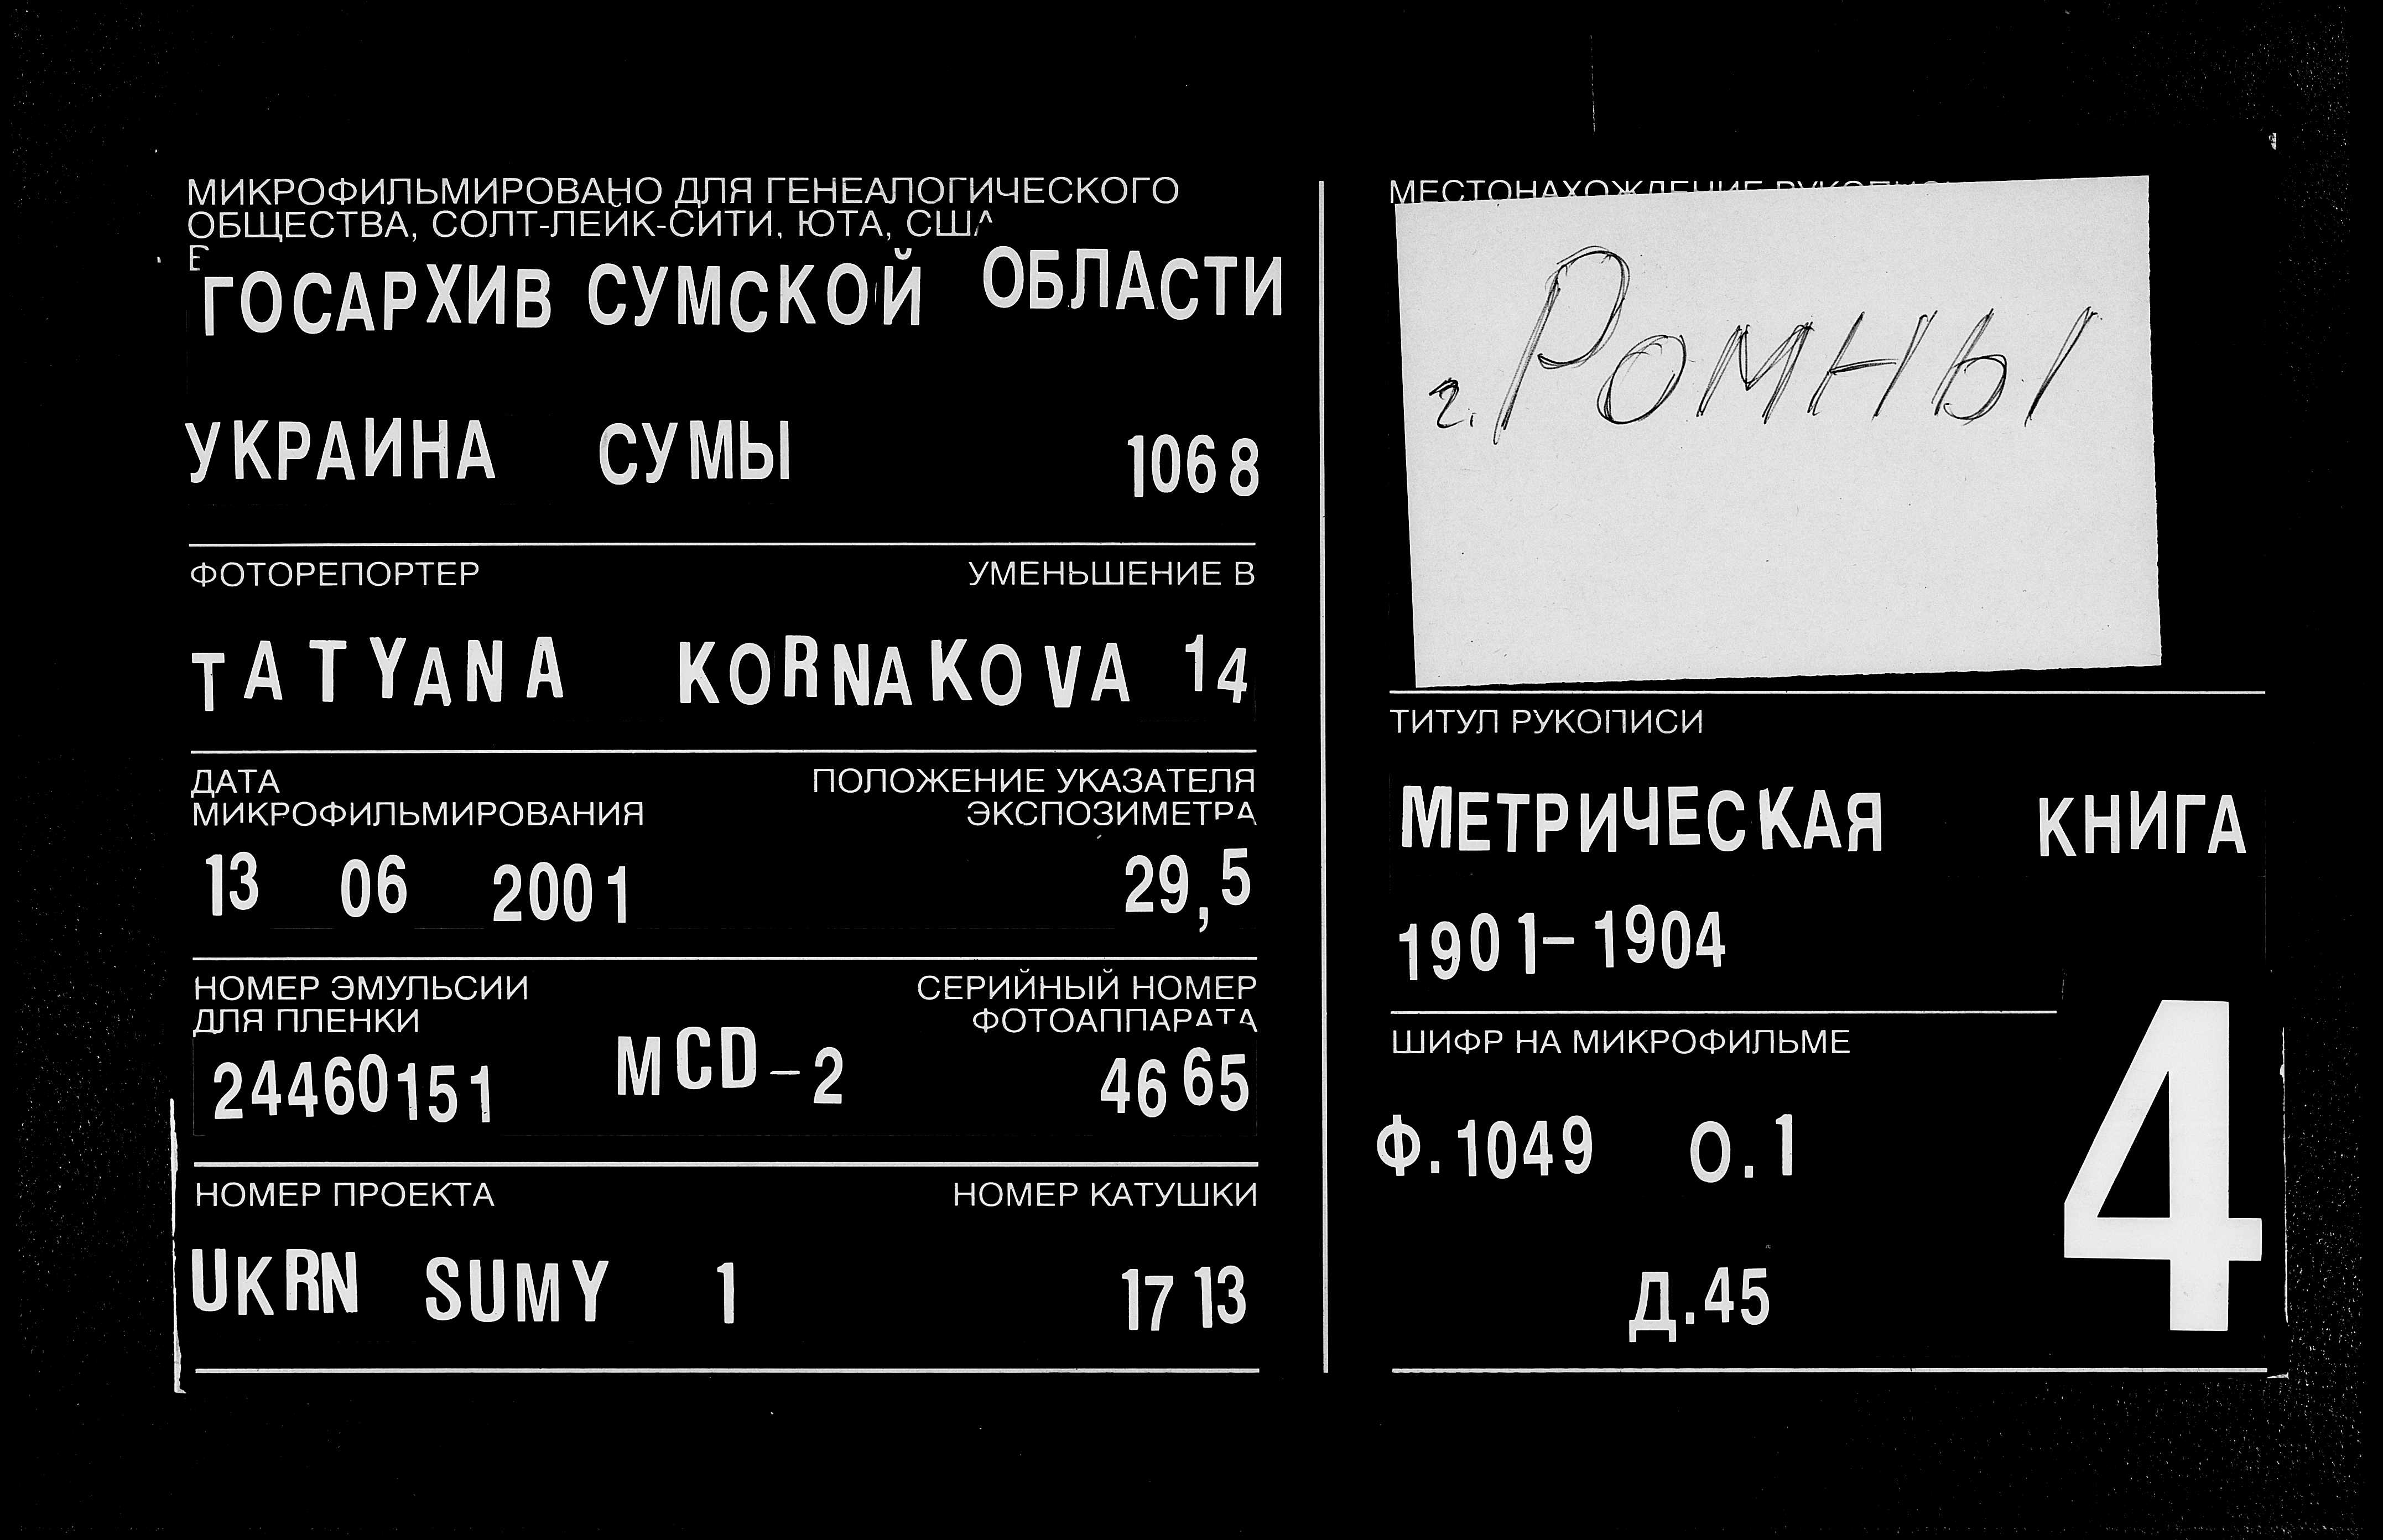 МИКРОФИЛЬМИРОВАНО ДЛЯ ГЕНЕАЛОГИЧЕСКОГО
ОБЩЕСТВА, СОЛТ-ЛЕЙК-СИТИ, ЮТА, США
В
ГОСАРХИВ СУМСКОЙ ОБЛАСТИ
УКРАИНА СУМЫ 1068
ФОТОРЕПОРТЕР УМЕНЬШЕНИЕ В
TATYANA KORNAKOVA 14
ДАТА
МИКРОФИЛЬМИРОВАНИЯ
ПОЛОЖЕНИЕ УКАЗАТЕЛЯ
ЭКСПОЗИМЕТРА
13 06 2001 29,5
НОМЕР ЭМУЛЬСИИ
ДЛЯ ПЛЕНКИ
СЕРИЙНЫЙ НОМЕР
ФОТОАППАРАТА
24460151 MCD-2 4665
НОМЕР ПРОЕКТА НОМЕР КАТУШКИ
UKRN SUMY 1 1713
МЕСТОНАХОЖДЕНИЕ РУКОПИСИ
г. Ромны
ТИТУЛ РУКОПИСИ
МЕТРИЧЕСКАЯ КНИГА
1901-1904
ШИФР НА МИКРОФИЛЬМЕ
Ф.1049 О.1
Д.45
4